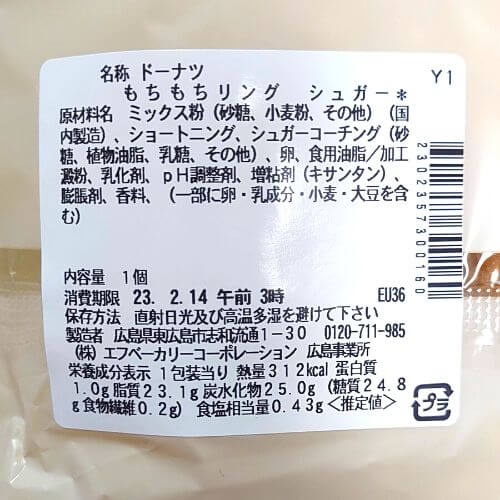 名称 ドーナツ
Y1
もちもちリング シュガー*
原材料名 ミックス粉（砂糖、小麦粉、その他）（国
内製造）、ショートニング、シュガーコーチング（砂
糖、植物油脂、乳糖、その他）、卵、食用油脂／加工
澱粉、乳化剤、pH調整剤、増粘剤（キサンタン）、
膨脹剤、香料、（一部に卵・乳成分・小麦・大豆を含
む）
2302357300160
内容量 1個
消費期限 23. 2.14 午前 3時 EU36
保存方法 直射日光及び高温多湿を避けて下さい
製造者 広島県東広島市志和流通1－30 0120-711-985
（株） エフベーカリーコーポレーション 広島事業所
栄養成分表示 1包装当り 熱量312kcal 蛋白質
1.0g 脂質23.1g 炭水化物25.0g （糖質24.8
g 食物繊維0.2g） 食塩相当量0.43g <推定値>
プラ